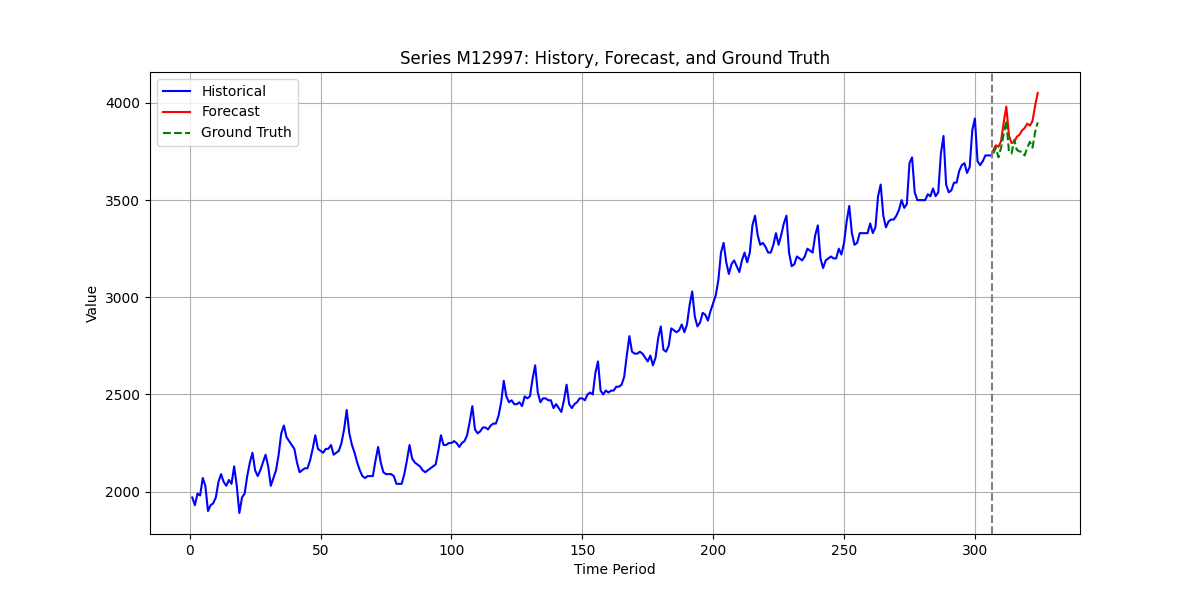 Series M12997: History, Forecast, and Ground Truth
Historical
Forecast
Ground Truth
4000
3500
3000
2500
2000
Value
0 50 100 150 200 250 300
Time Period